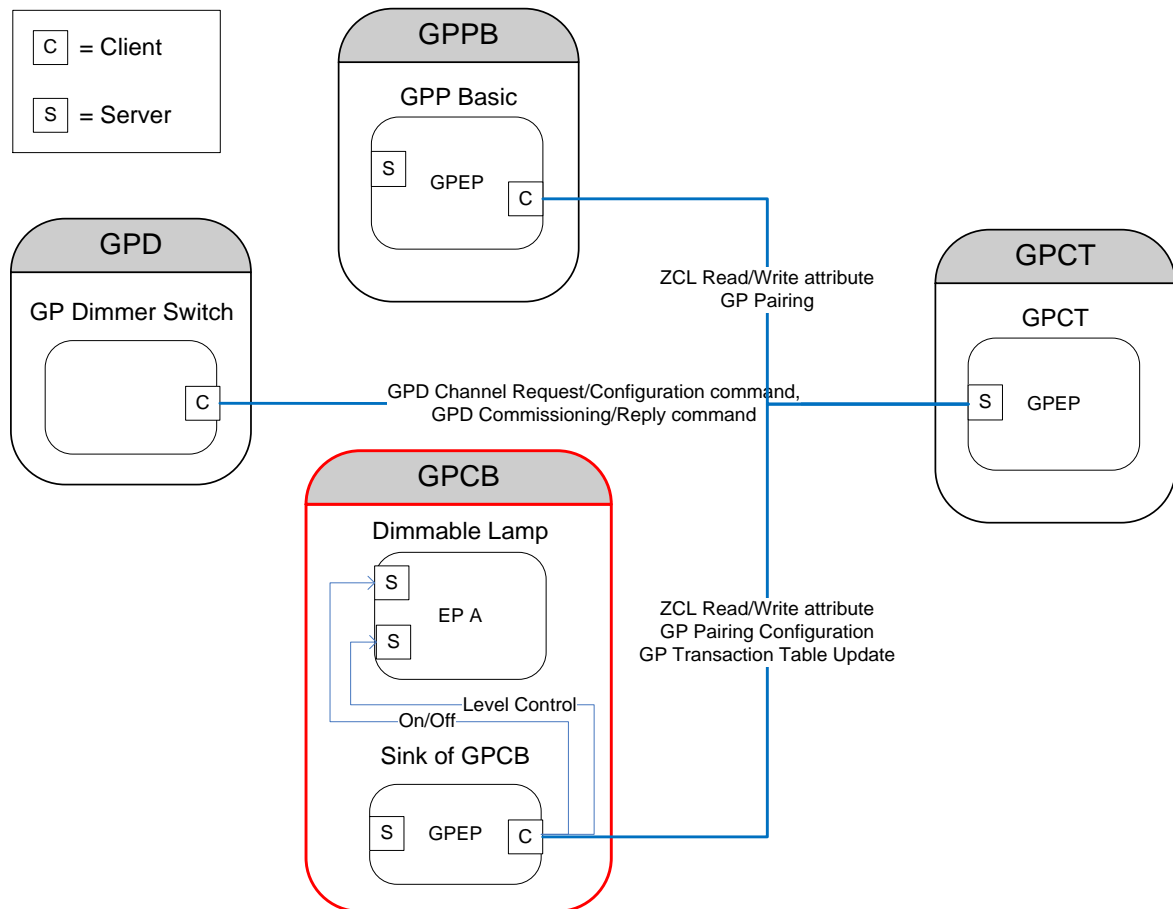 C = Client
S = Server
GPPB
GPP Basic
S
GPEP
C
GPD
GP Dimmer Switch
C
GPCT
GPCT
S
GPEP
ZCL Read/Write attribute
GP Pairing
GPD Channel Request/Configuration command,
GPD Commissioning/Reply command
GPCB
Dimmable Lamp
S
EP A
S
Level Control
On/Off
Sink of GPCB
S
GPEP
C
ZCL Read/Write attribute
GP Pairing Configuration
GP Transaction Table Update